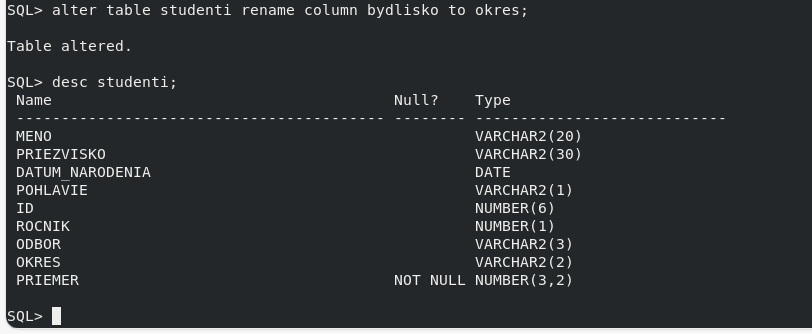 SQL> alter table studenti rename column bydlisko to okres;
Table altered.
SQL> desc studenti;
Name Null? Type
----------------------------------------- -------- ----------------------------
MENO VARCHAR2(20)
PRIEZVISKO VARCHAR2(30)
DATUM_NARODENIA DATE
POHLAVIE VARCHAR2(1)
ID NUMBER(6)
ROCNIK NUMBER(1)
ODBOR VARCHAR2(3)
OKRES VARCHAR2(2)
PRIEMER NOT NULL NUMBER(3,2)
SQL>